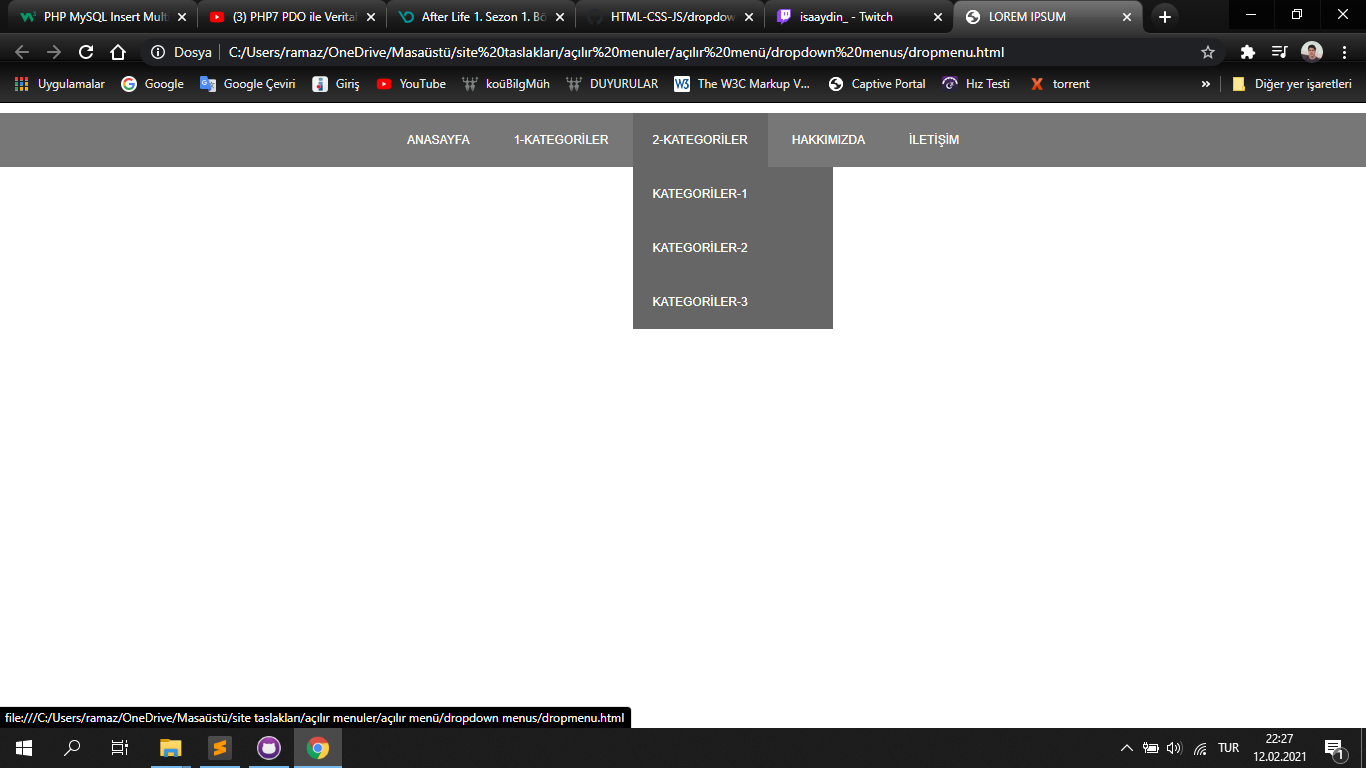 PHP MySQL Insert Mult
(3) PHP7 PDO ile Verita
After Life 1. Sezon 1. Bö
HTML-CSS-JS/dropdow
isaaydin_ - Twitch
LOREM IPSUM
Dosya
C:/Users/ramaz/OneDrive/Masaüstü/site%20taslakları/açılır%20menuler/açılır%20menü/dropdown%20menus/dropmenu.html
Uygulamalar
Google
Google Çeviri
Giriş
YouTube
koüBilgMüh
DUYURULAR
The W3C Markup V...
Captive Portal
Hız Testi
torrent
»
Diğer yer işaretleri
ANASAYFA
1-KATEGORİLER
2-KATEGORİLER
HAKKIMIZDA
İLETİŞİM
KATEGORİLER-1
KATEGORİLER-2
KATEGORİLER-3
file:///C:/Users/ramaz/OneDrive/Masaüstü/site taslakları/açılır menuler/açılır menü/dropdown menus/dropmenu.html
TUR
22:27
12.02.2021
1